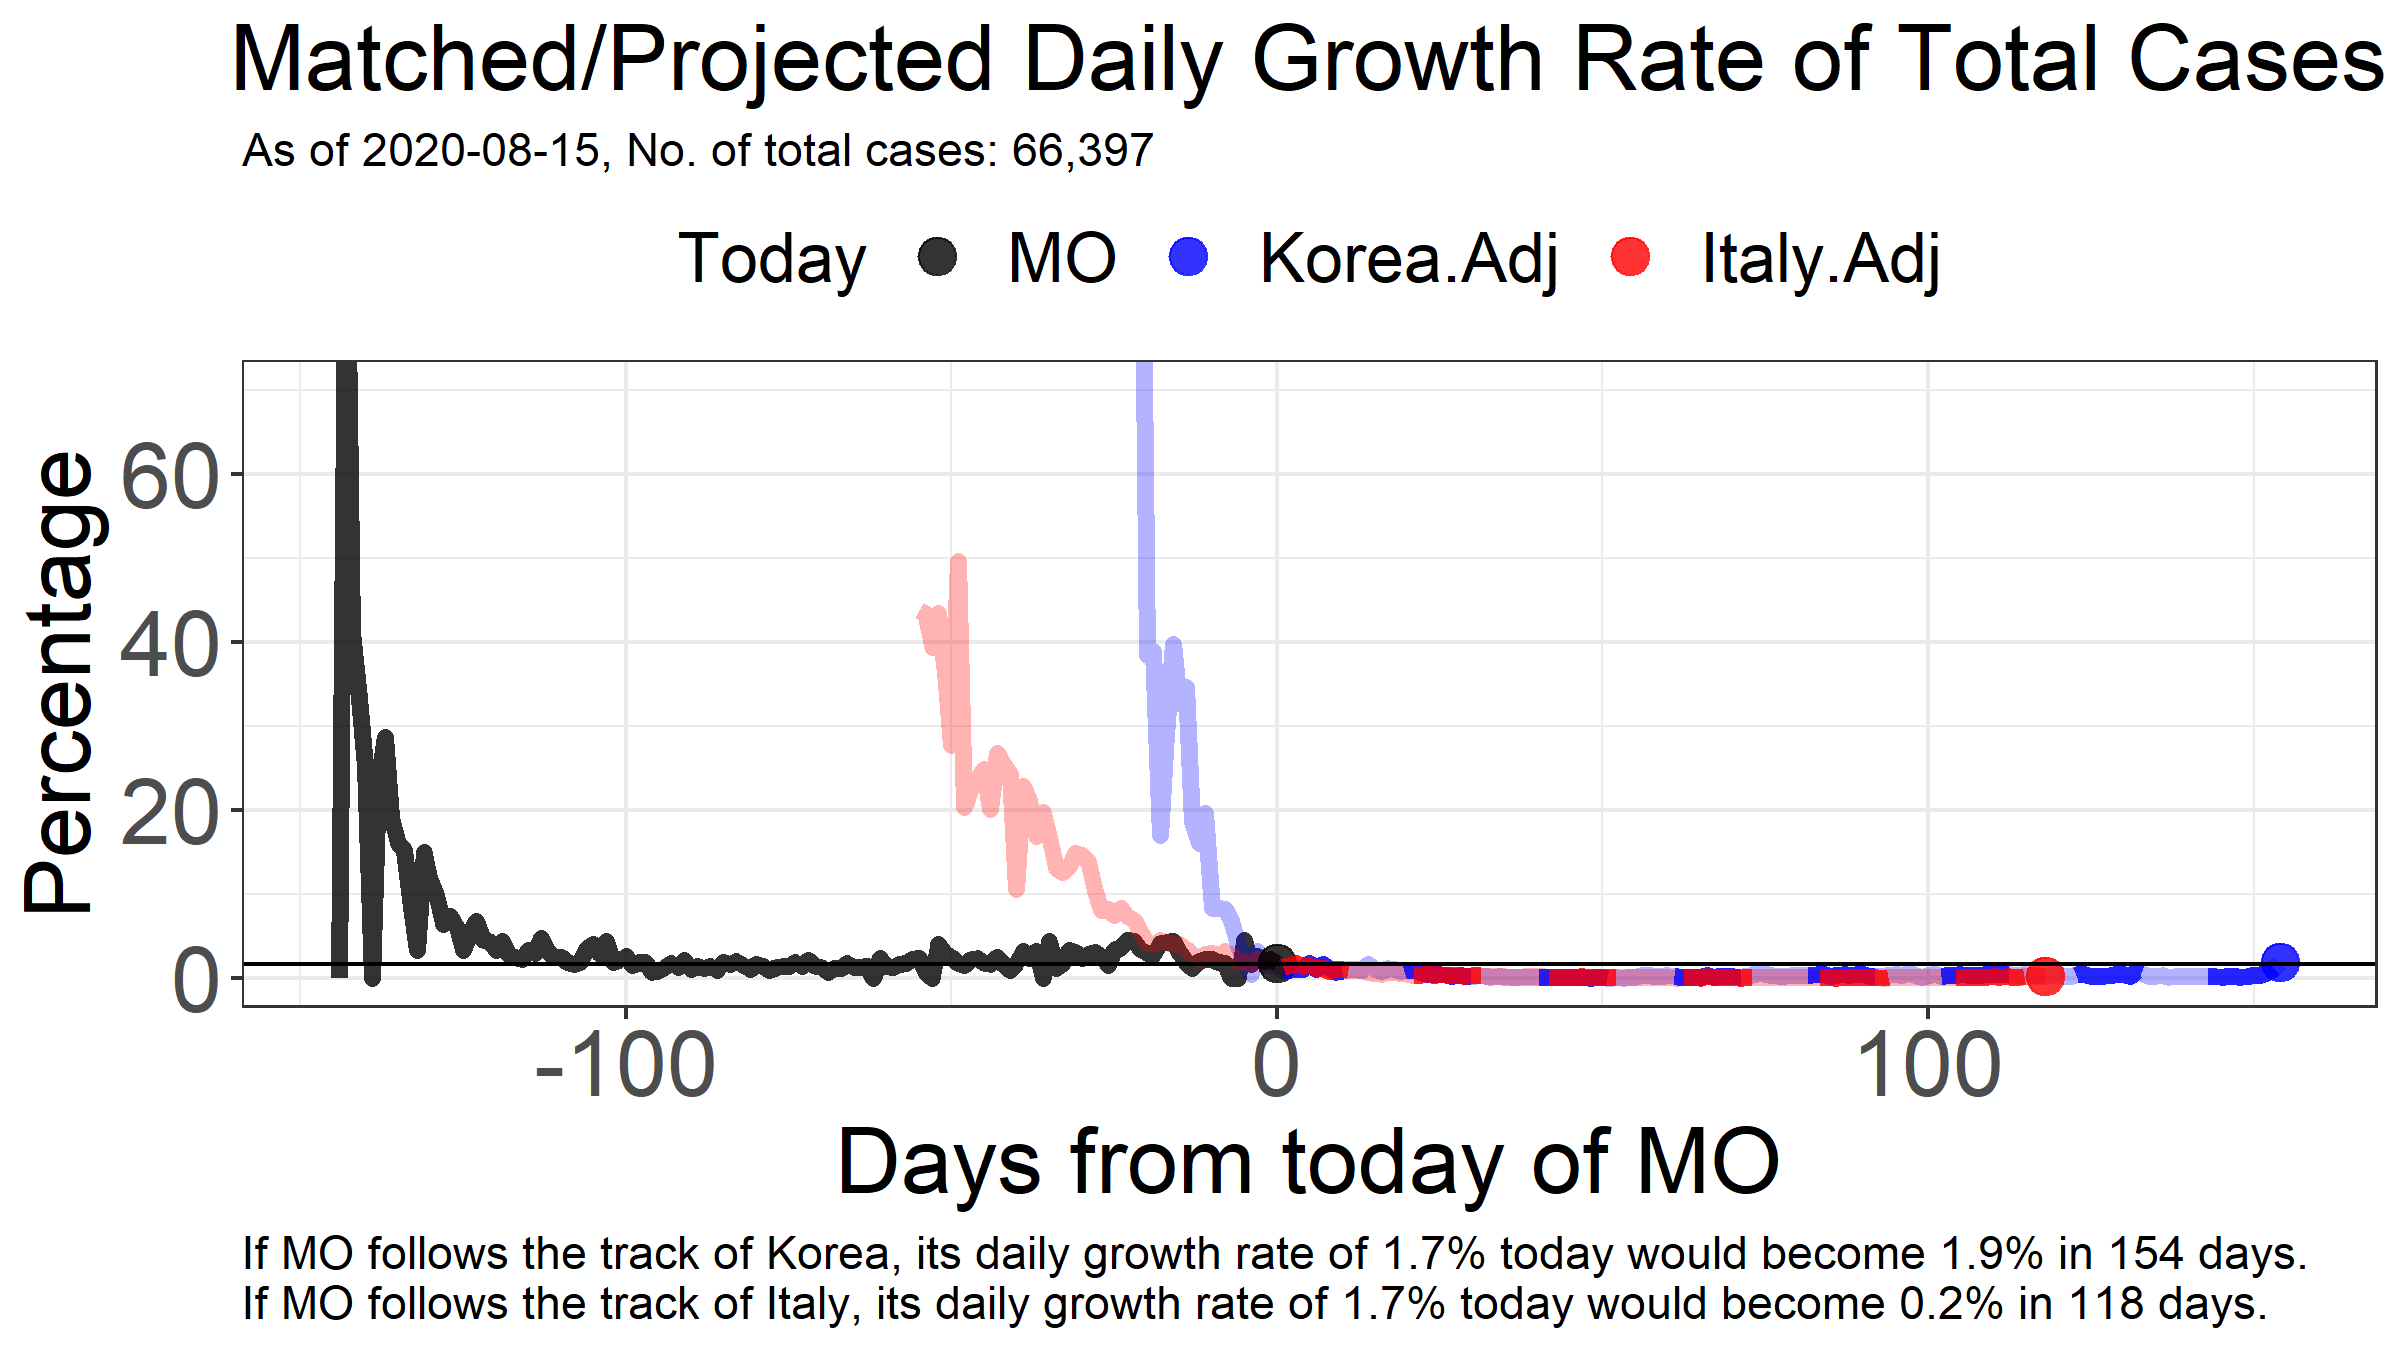 Matched/Projected Daily Growth Rate of Total Cases
As of 2020-08-15, No. of total cases: 66,397
Today MO Korea.Adj Italy.Adj
Percentage
60
40
20
0
-100 0 100
Days from today of MO
If MO follows the track of Korea, its daily growth rate of 1.7% today would become 1.9% in 154 days.
If MO follows the track of Italy, its daily growth rate of 1.7% today would become 0.2% in 118 days.